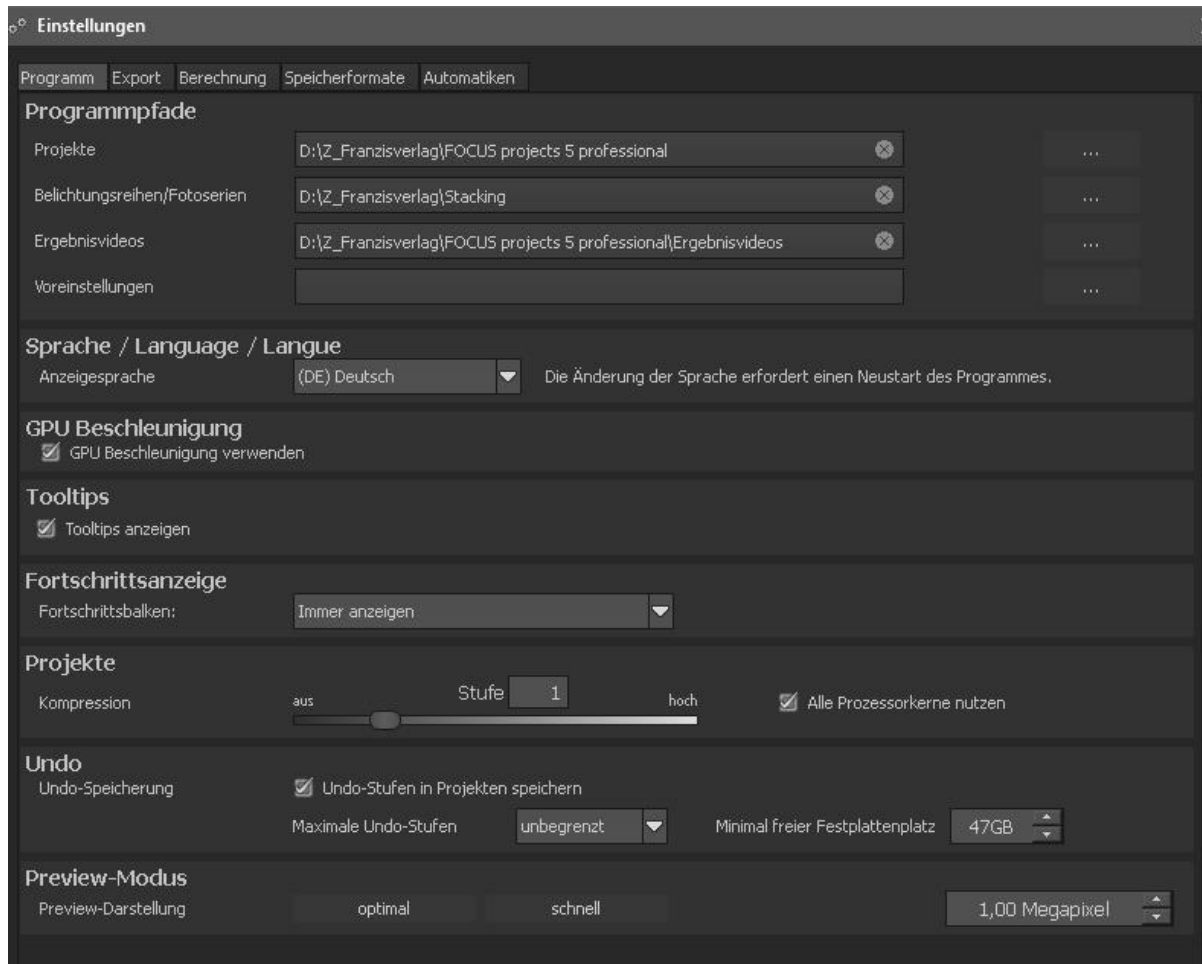 Einstellungen
Programm Export Berechnung Speicherformate Automatiken
Programmpfade
Projekte D:\Z_Franzisverlag\FOCUS projects 5 professional ...
Belichtungsreihen/Fotoserien D:\Z_Franzisverlag\Stacking ...
Ergebnisvideos D:\Z_Franzisverlag\FOCUS projects 5 professional\Ergebnisvideos ...
Voreinstellungen ...
Sprache / Language / Langue
Anzeigesprache (DE) Deutsch Die Änderung der Sprache erfordert einen Neustart des Programmes.
GPU Beschleunigung
GPU Beschleunigung verwenden
Tooltips
Tooltips anzeigen
Fortschrittsanzeige
Fortschrittsbalken: Immer anzeigen
Projekte
Kompression aus Stufe 1 hoch Alle Prozessorkerne nutzen
Undo
Undo-Speicherung Undo-Stufen in Projekten speichern
Maximale Undo-Stufen unbegrenzt Minimal freier Festplattenplatz 47GB
Preview-Modus
Preview-Darstellung optimal schnell 1,00 Megapixel